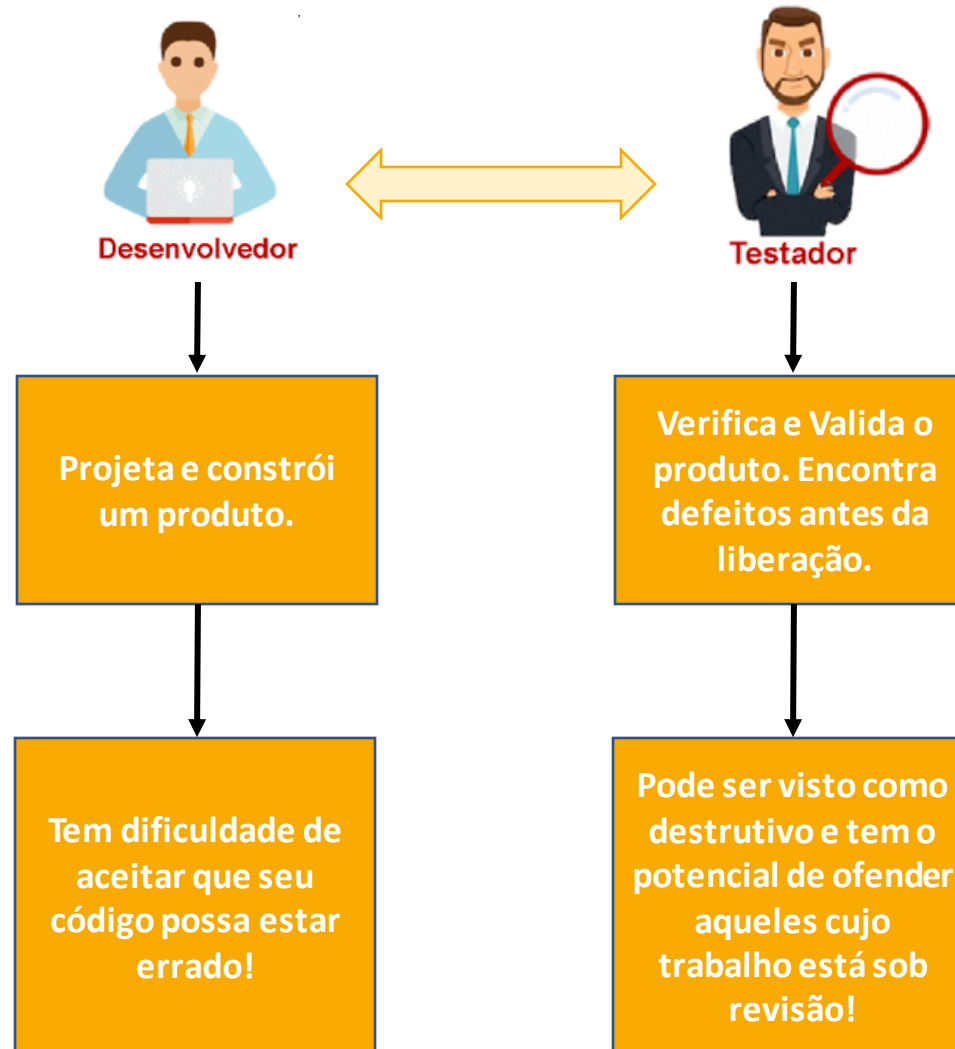 Desenvolvedor
Testador
Projeta e constrói
um produto.
Verifica e Valida o
produto. Encontra
defeitos antes da
liberação.
Tem dificuldade de
aceitar que seu
código possa estar
errado!
Pode ser visto como
destrutivo e tem o
potencial de ofender
aqueles cujo
trabalho está sob
revisão!